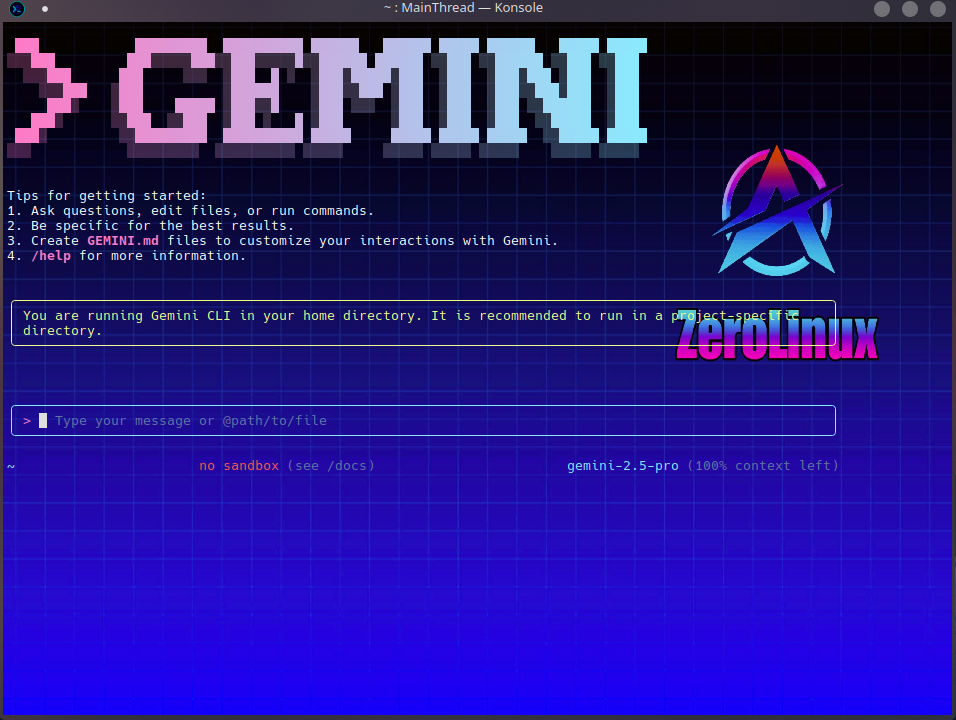 ~ : MainThread — Konsole
> GEMINI
Tips for getting started:
1. Ask questions, edit files, or run commands.
2. Be specific for the best results.
3. Create GEMINI.md files to customize your interactions with Gemini.
4. /help for more information.
You are running Gemini CLI in your home directory. It is recommended to run in a project-specific
directory.
ZeroLinux
> Type your message or @path/to/file
~ no sandbox (see /docs) gemini-2.5-pro (100% context left)